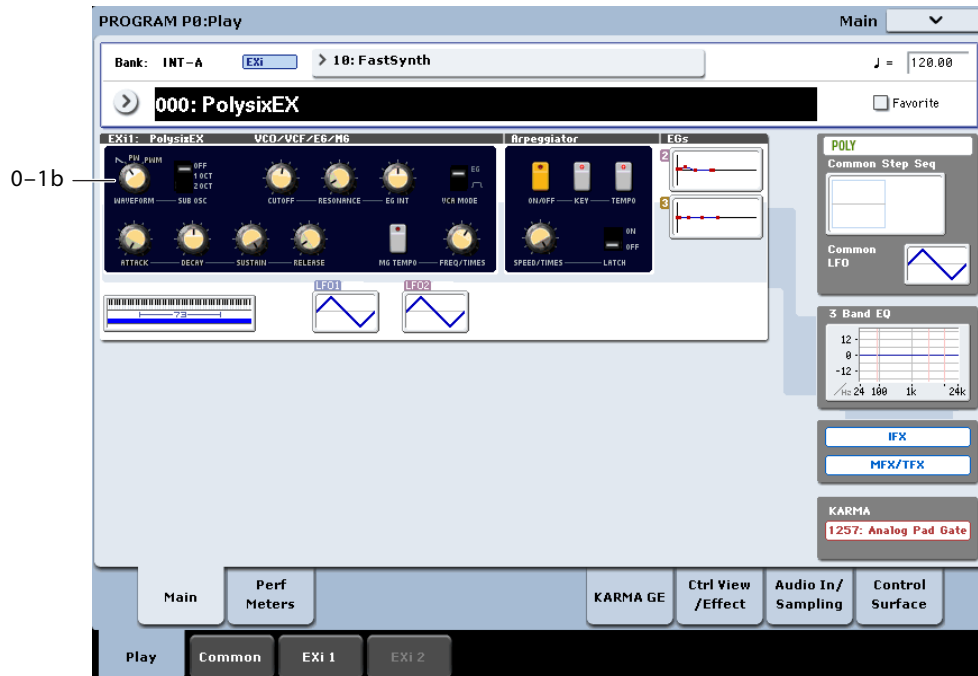 PROGRAM P0:Play Main
Bank: INT-A EXi 10: FastSynth ♩ = 120.00
000: PolysixEX Favorite
0–1b
EXi1: PolysixEX VCO/VCF/EG/MG Arpeggiator EGs
PW PWM OFF 1 OCT 2 OCT EG
WAVEFORM SUB OSC CUTOFF RESONANCE EG INT VCA MODE ON/OFF KEY TEMPO
2
3
ON OFF
ATTACK DECAY SUSTAIN RELEASE MG TEMPO FREQ/TIMES SPEED/TIMES LATCH
LFO1 LFO2
73
POLY
Common Step Seq
Common
LFO
3 Band EQ
12
0
-12
/Hz 24 100 1k 24k
IFX
MFX/TFX
KARMA
1257: Analog Pad Gate
Main
Perf
Meters
KARMA GE
Ctrl View
/Effect
Audio In/
Sampling
Control
Surface
Play Common EXi 1 EXi 2